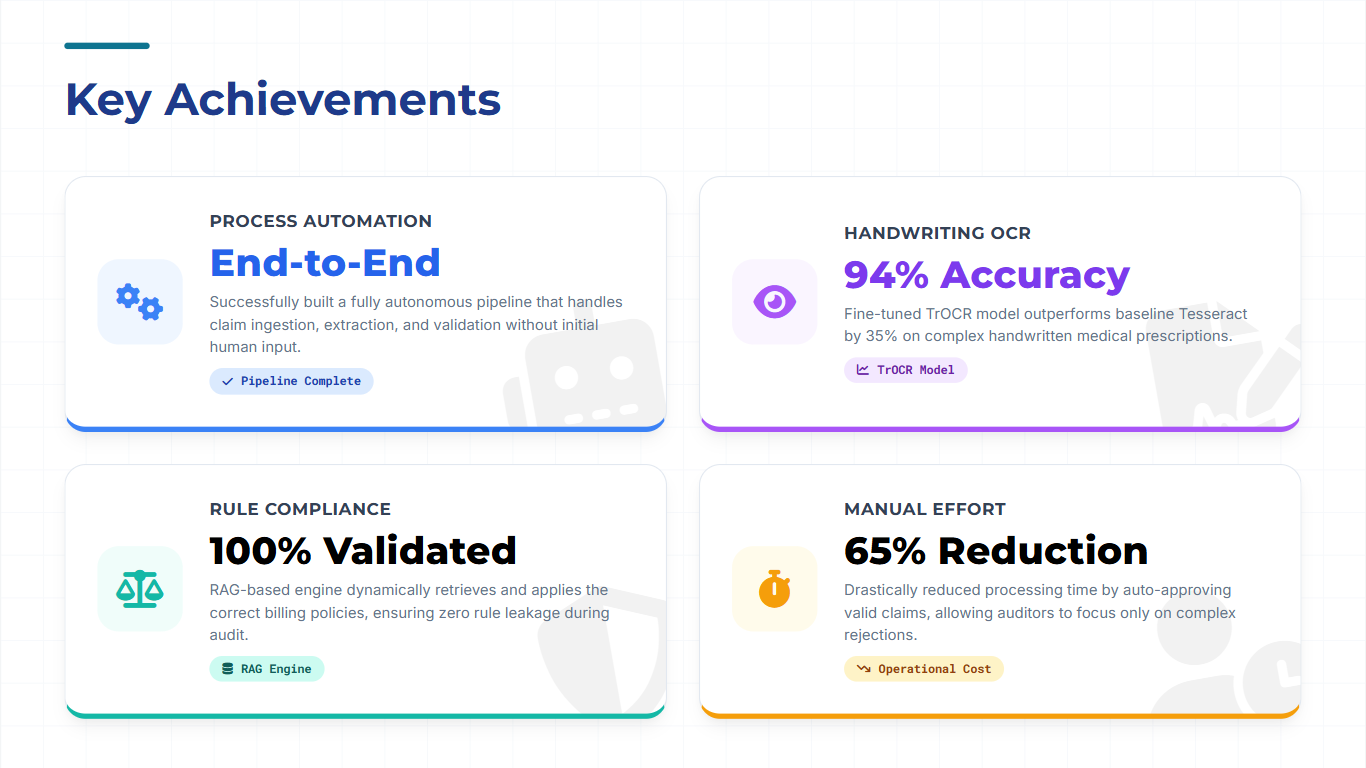 Key Achievements
PROCESS AUTOMATION
End-to-End
Successfully built a fully autonomous pipeline that handles
claim ingestion, extraction, and validation without initial
human input.
Pipeline Complete
HANDWRITING OCR
94% Accuracy
Fine-tuned TrOCR model outperforms baseline Tesseract
by 35% on complex handwritten medical prescriptions.
TrOCR Model
RULE COMPLIANCE
100% Validated
RAG-based engine dynamically retrieves and applies the
correct billing policies, ensuring zero rule leakage during
audit.
RAG Engine
MANUAL EFFORT
65% Reduction
Drastically reduced processing time by auto-approving
valid claims, allowing auditors to focus only on complex
rejections.
Operational Cost